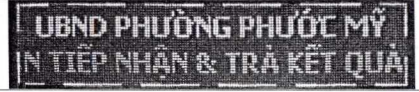 UBND PHƯỜNG PHƯỚC MỸ
N TIẾP NHẬN & TRẢ KẾT QUẢ